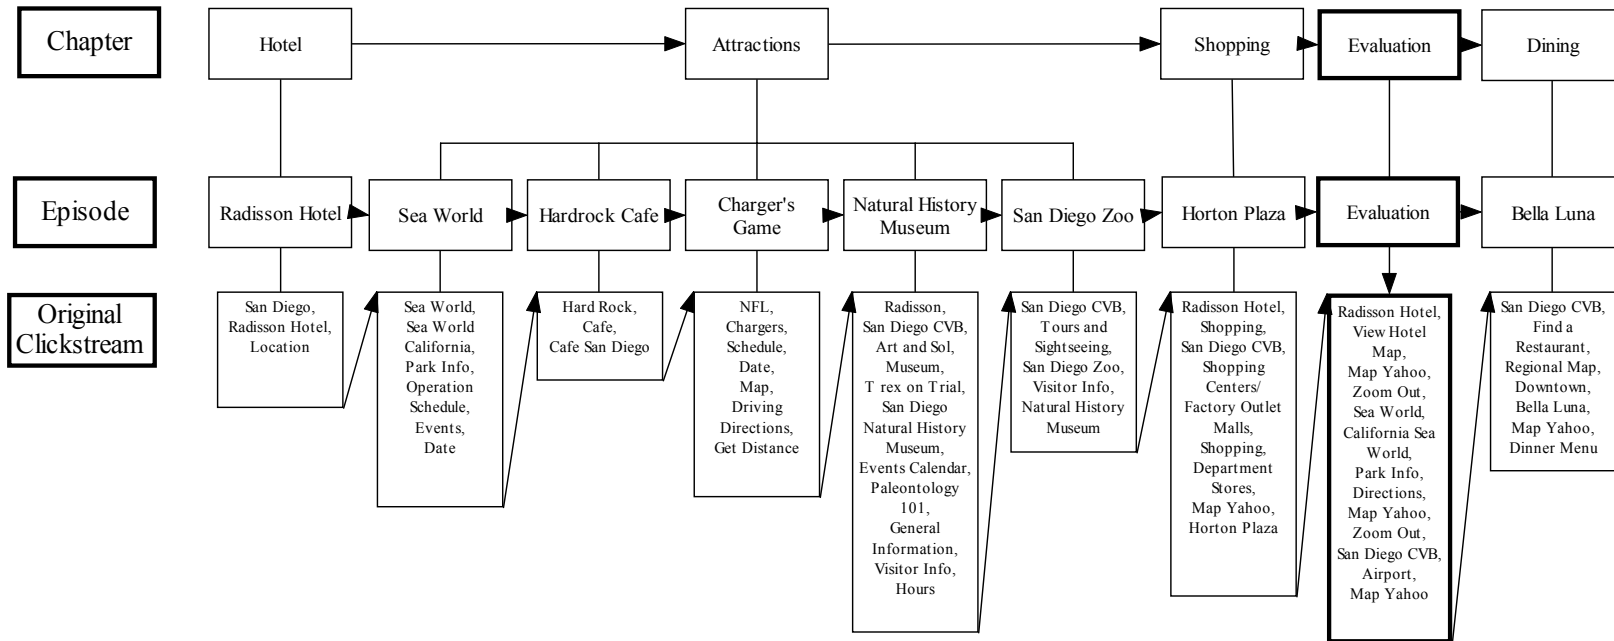 Chapter
Hotel
Attractions
Shopping
Evaluation
Dining
Episode
Radisson Hotel
Sea World
Hardrock Cafe
Charger's
Game
Natural History
Museum
San Diego Zoo
Horton Plaza
Evaluation
Bella Luna
Original
Clickstream
San Diego,
Radisson Hotel,
Location
Sea World,
Sea World
California,
Park Info,
Operation
Schedule,
Events,
Date
Hard Rock,
Cafe,
Cafe San Diego
NFL,
Chargers,
Schedule,
Date,
Map,
Driving
Directions,
Get Distance
Radisson,
San Diego CVB,
Art and Sol,
Museum,
T rex on Trial,
San Diego
Natural History
Museum,
Events Calendar,
Paleontology
101,
General
Information,
Visitor Info,
Hours
San Diego CVB,
Tours and
Sightseeing,
San Diego Zoo,
Visitor Info,
Natural History
Museum
Radisson Hotel,
Shopping,
San Diego CVB,
Shopping
Centers/
Factory Outlet
Malls,
Shopping,
Department
Stores,
Map Yahoo,
Horton Plaza
Radisson Hotel,
View Hotel
Map,
Map Yahoo,
Zoom Out,
Sea World,
California Sea
World,
Park Info,
Directions,
Map Yahoo,
Zoom Out,
San Diego CVB,
Airport,
Map Yahoo
San Diego CVB,
Find a
Restaurant,
Regional Map,
Downtown,
Bella Luna,
Map Yahoo,
Dinner Menu